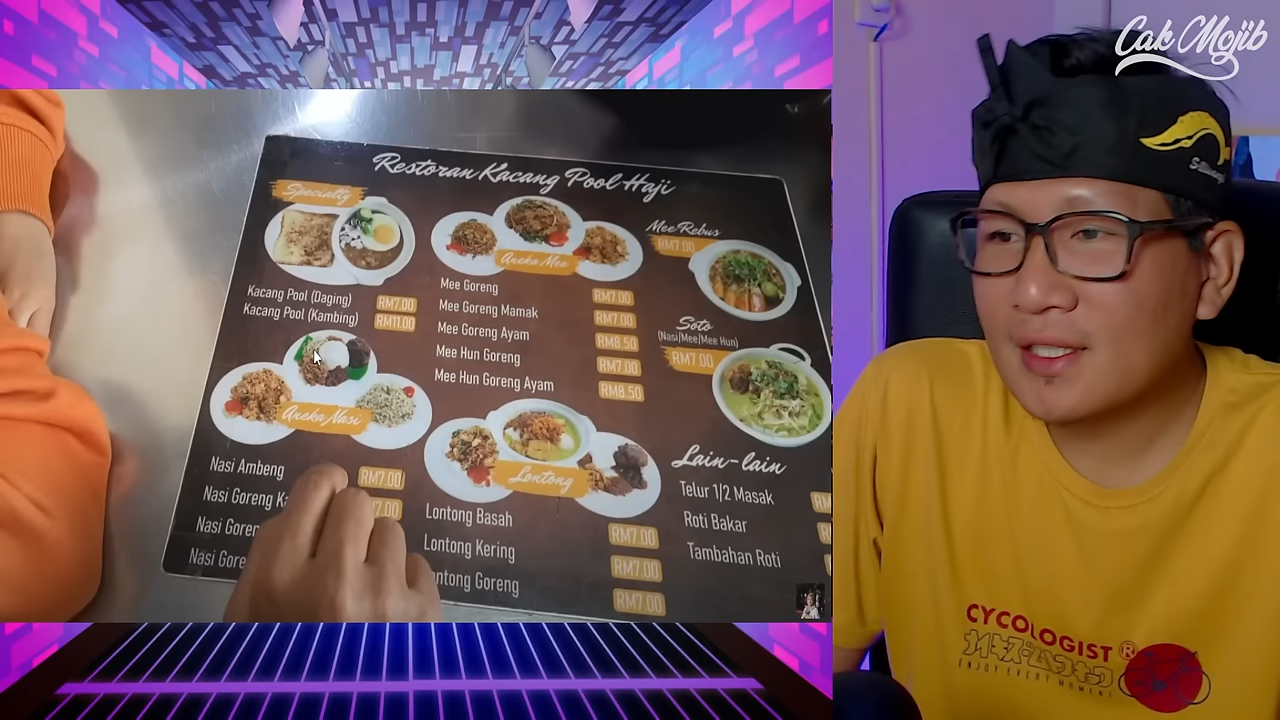 Cak Mojib
Restoran Kacang Pool Haji
Specialty
Kacang Pool (Daging) RM7.00
Kacang Pool (Kambing) RM11.00
Aneka Mee
Mee Goreng RM7.00
Mee Goreng Mamak RM7.00
Mee Goreng Ayam RM8.50
Mee Hun Goreng RM7.00
Mee Hun Goreng Ayam RM8.50
Mee Rebus
RM7.00
Soto
(Nasi/Mee/Mee Hun)
RM7.00
Aneka Nasi
Nasi Ambeng RM7.00
Nasi Goreng
Nasi
Nasi
Lontong
Lontong Basah RM7.00
Lontong Kering RM7.00
Goreng RM7.00
Lain-lain
Telur 1/2 Masak
Roti Bakar
Tambahan Roti
CYCOLOGIST®
ENJOY EVERY MOMENT